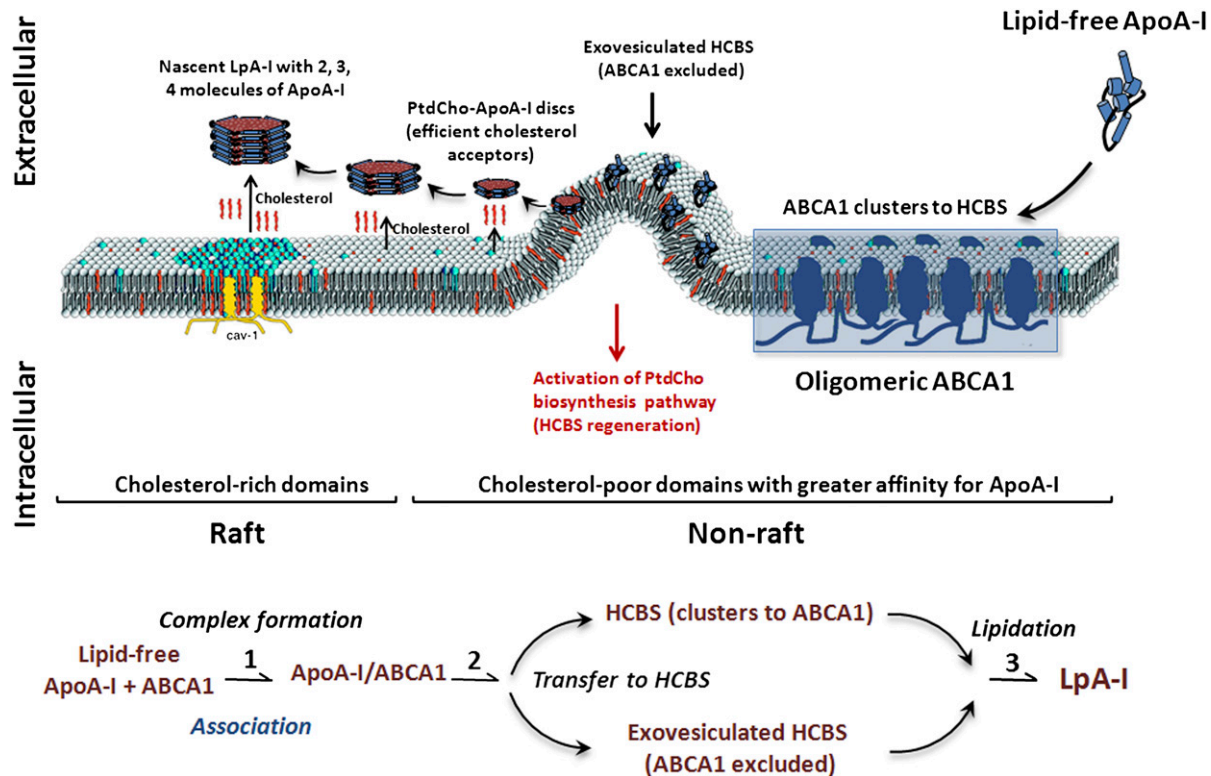 Extracellular
Lipid-free ApoA-I
Exovesiculated HCBS
(ABCA1 excluded)
Nascent LpA-I with 2, 3,
4 molecules of ApoA-I
PtdCho-ApoA-I discs
(efficient cholesterol
acceptors)
Cholesterol
Cholesterol
ABCA1 clusters to HCBS
cav-1
Oligomeric ABCA1
Intracellular
Activation of PtdCho
biosynthesis pathway
(HCBS regeneration)
Cholesterol-rich domains
Cholesterol-poor domains with greater affinity for ApoA-I
Raft
Non-raft
Complex formation
Lipid-free
ApoA-I + ABCA1
1
Association
ApoA-I/ABCA1
2
HCBS (clusters to ABCA1)
Transfer to HCBS
Exovesiculated HCBS
(ABCA1 excluded)
Lipidation
3
LpA-I